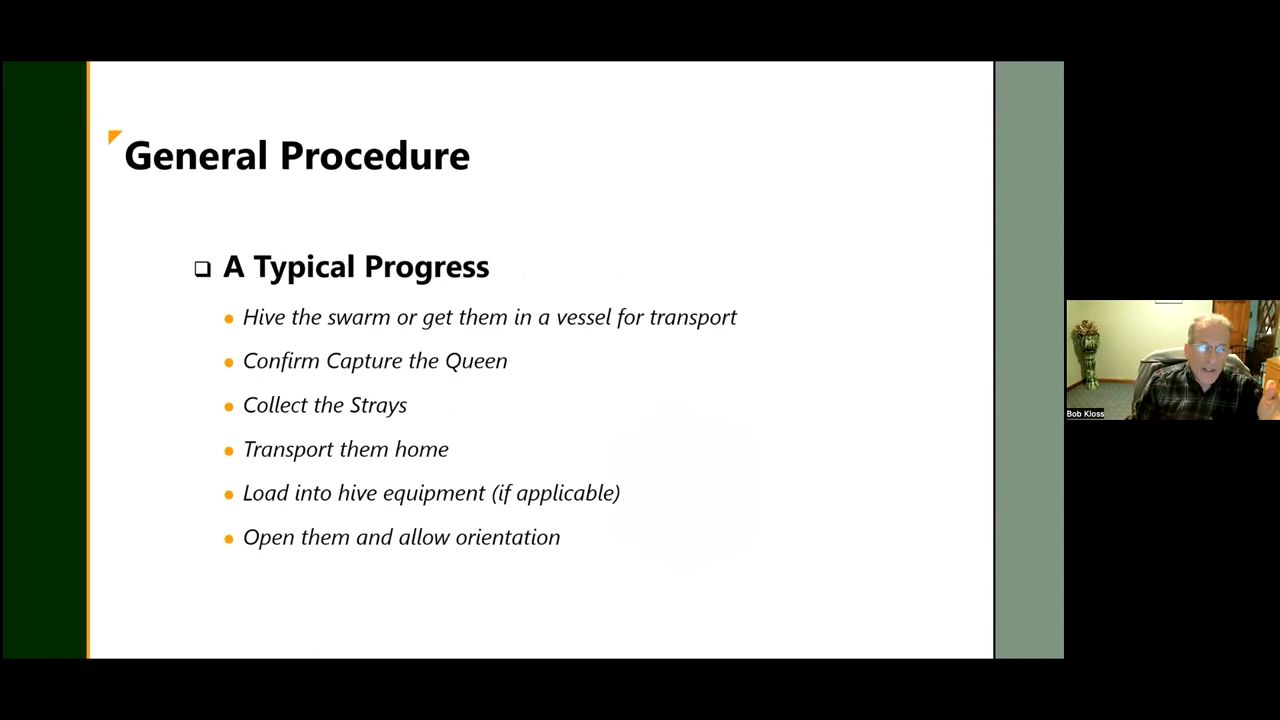 General Procedure
A Typical Progress
Hive the swarm or get them in a vessel for transport
Confirm Capture the Queen
Collect the Strays
Transport them home
Load into hive equipment (if applicable)
Open them and allow orientation
Bob Kloss